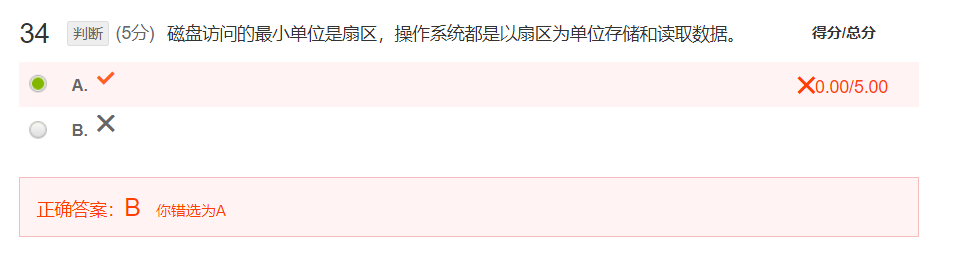 34 判断 (5分) 磁盘访问的最小单位是扇区，操作系统都是以扇区为单位存储和读取数据。 得分/总分
A. ✓ ✕0.00/5.00
B. ✕
正确答案：B 你错选为A